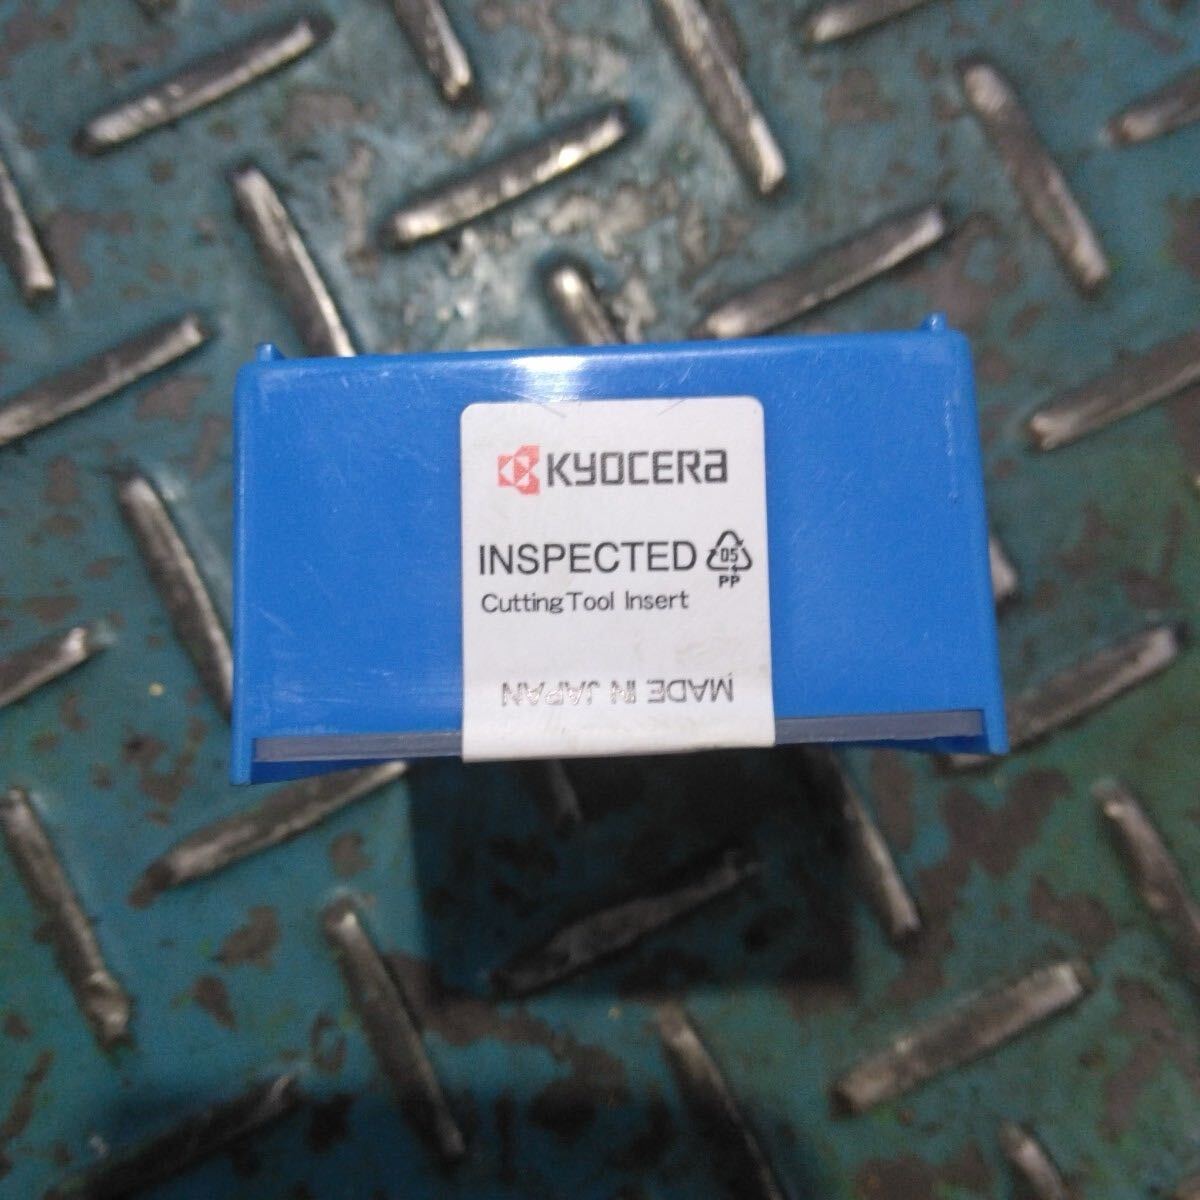 KYOCERA
INSPECTED
05
PP
Cutting Tool Insert
MADE IN JAPAN